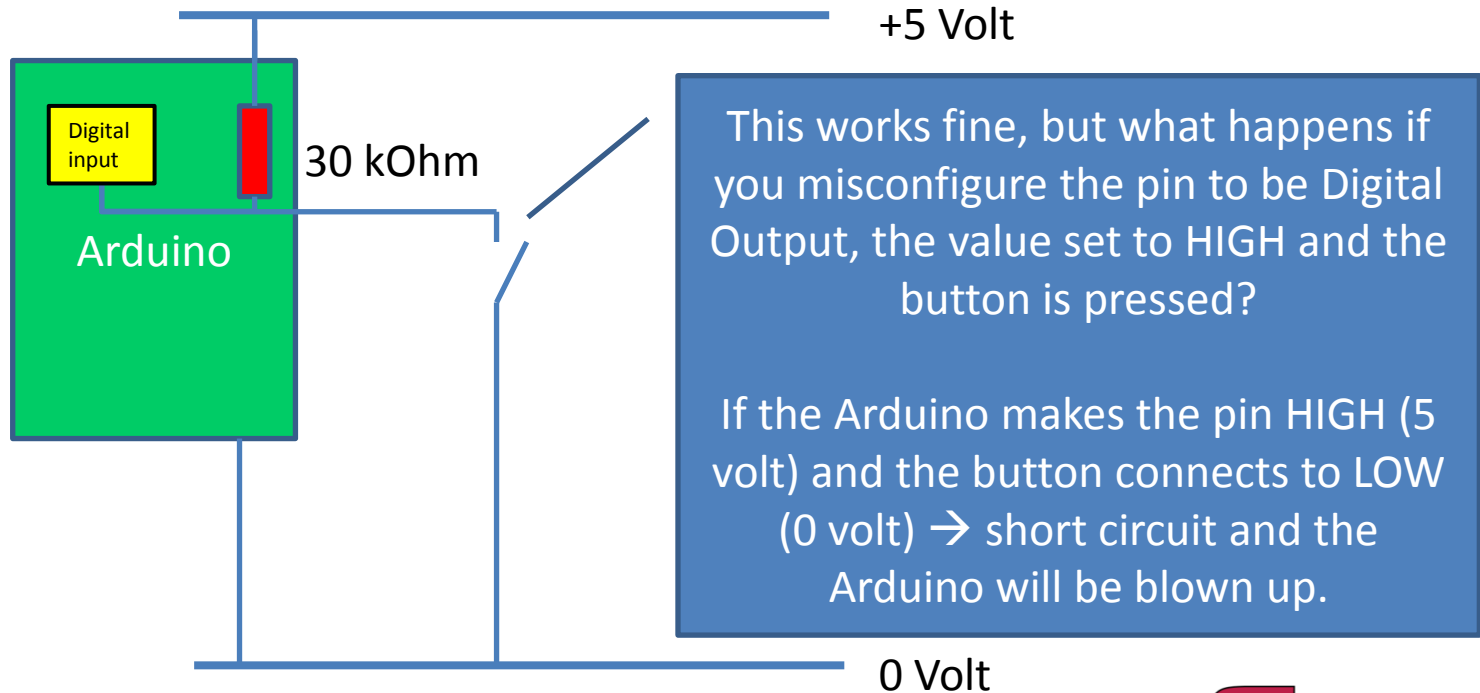 +5 Volt
Digital
input
30 kOhm
Arduino
This works fine, but what happens if
you misconfigure the pin to be Digital
Output, the value set to HIGH and the
button is pressed?
If the Arduino makes the pin HIGH (5
volt) and the button connects to LOW
(0 volt) → short circuit and the
Arduino will be blown up.
0 Volt